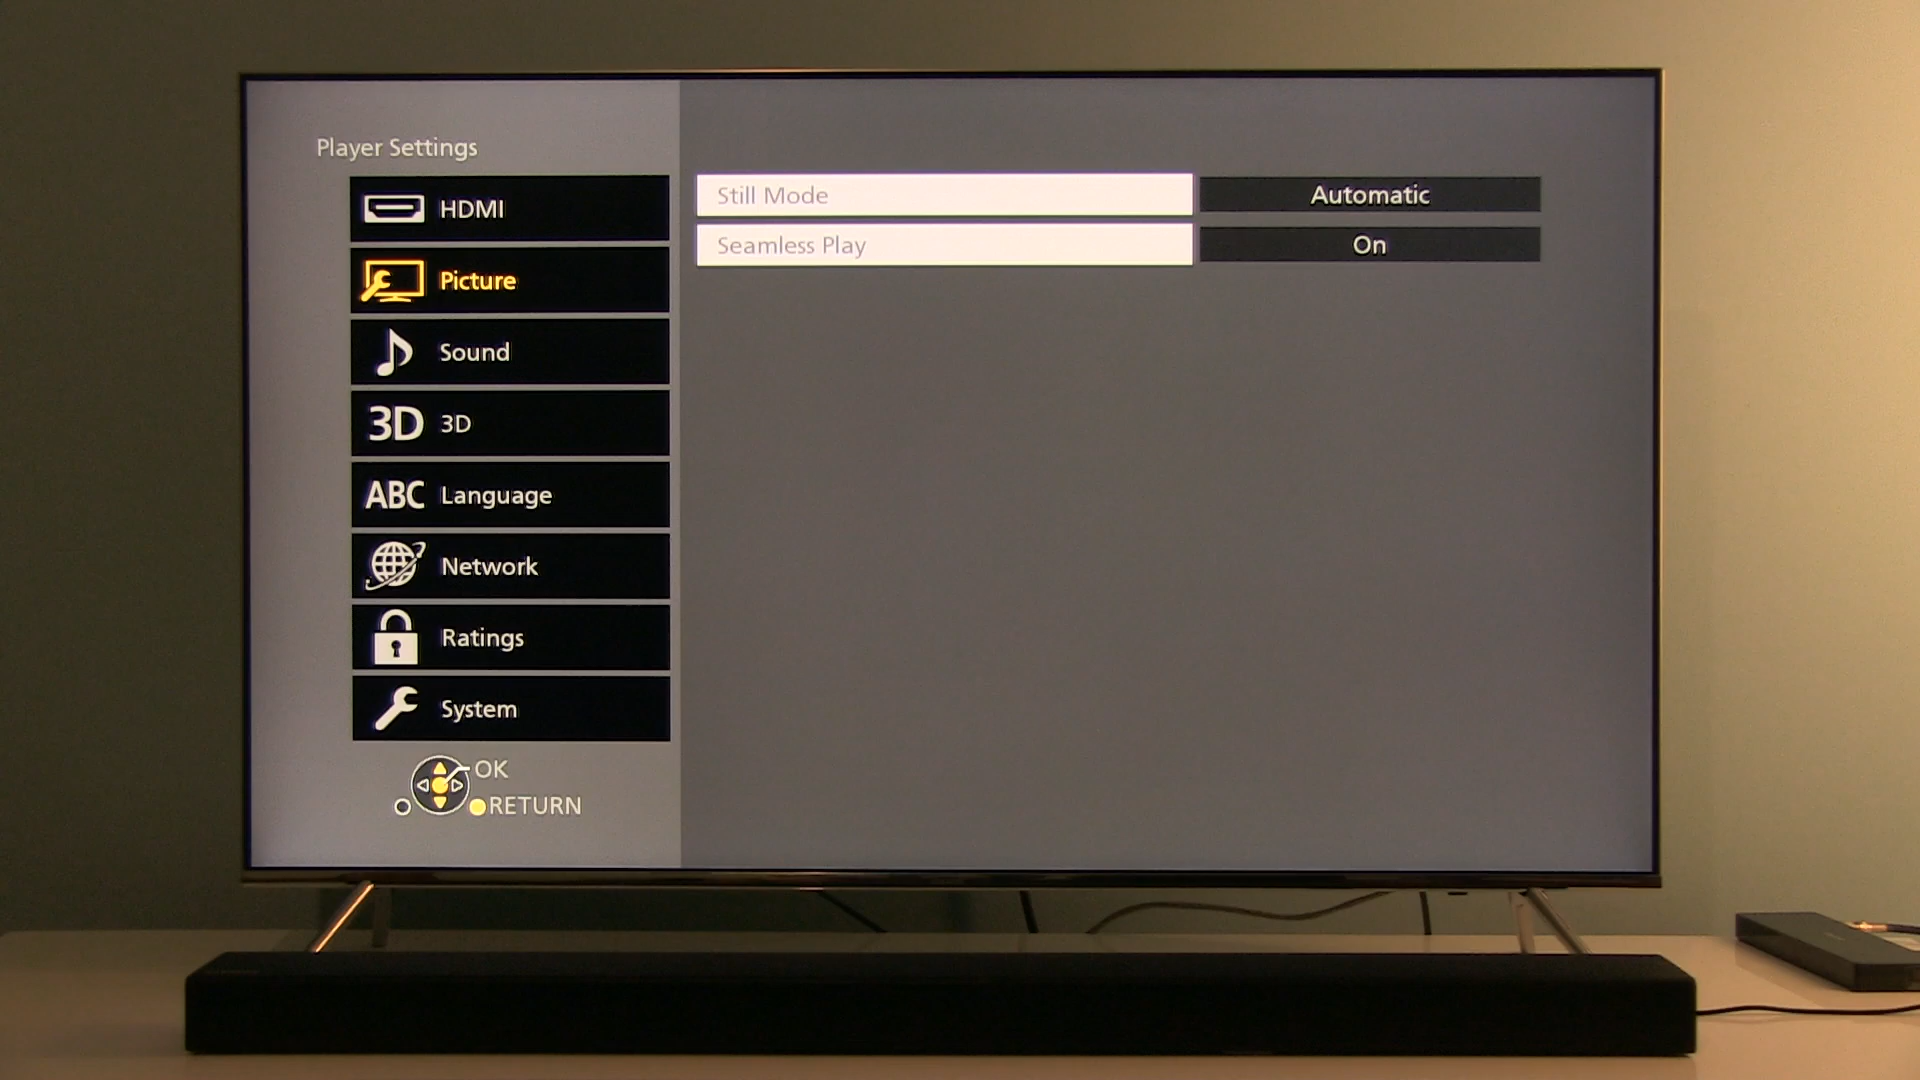 Player Settings
HDMI
Picture
Sound
3D 3D
ABC Language
Network
Ratings
System
OK
RETURN
Still Mode Automatic
Seamless Play On